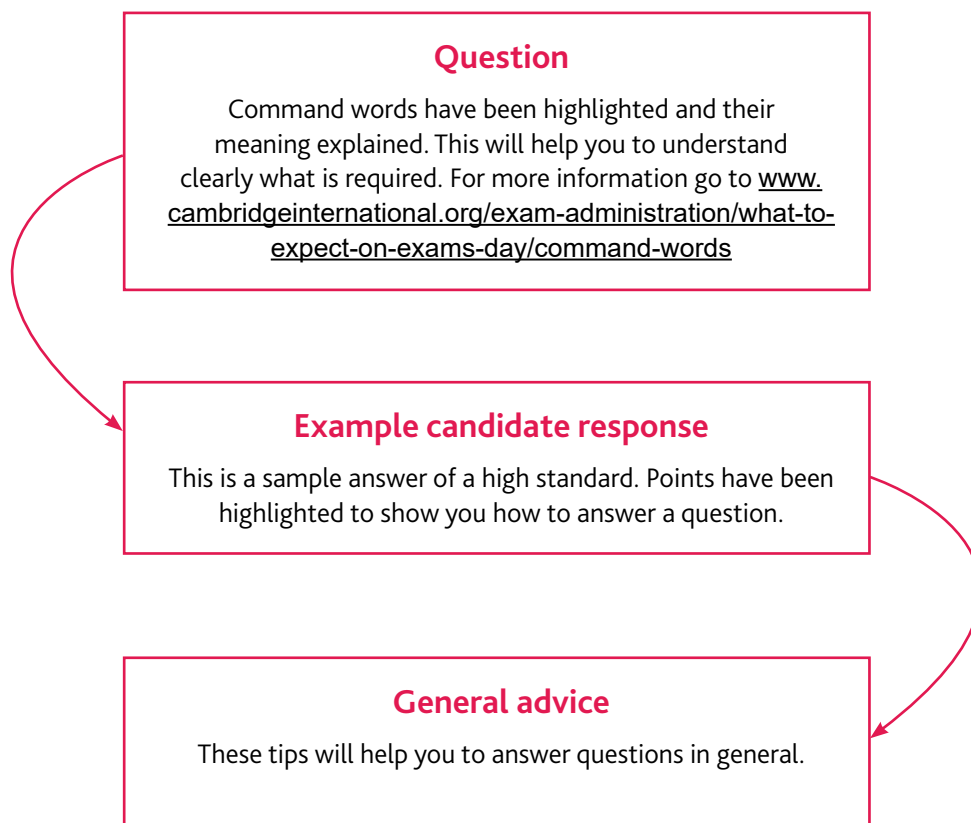 Question
Command words have been highlighted and their
meaning explained. This will help you to understand
clearly what is required. For more information go to www.
cambridgeinternational.org/exam-administration/what-to-
expect-on-exams-day/command-words
Example candidate response
This is a sample answer of a high standard. Points have been
highlighted to show you how to answer a question.
General advice
These tips will help you to answer questions in general.